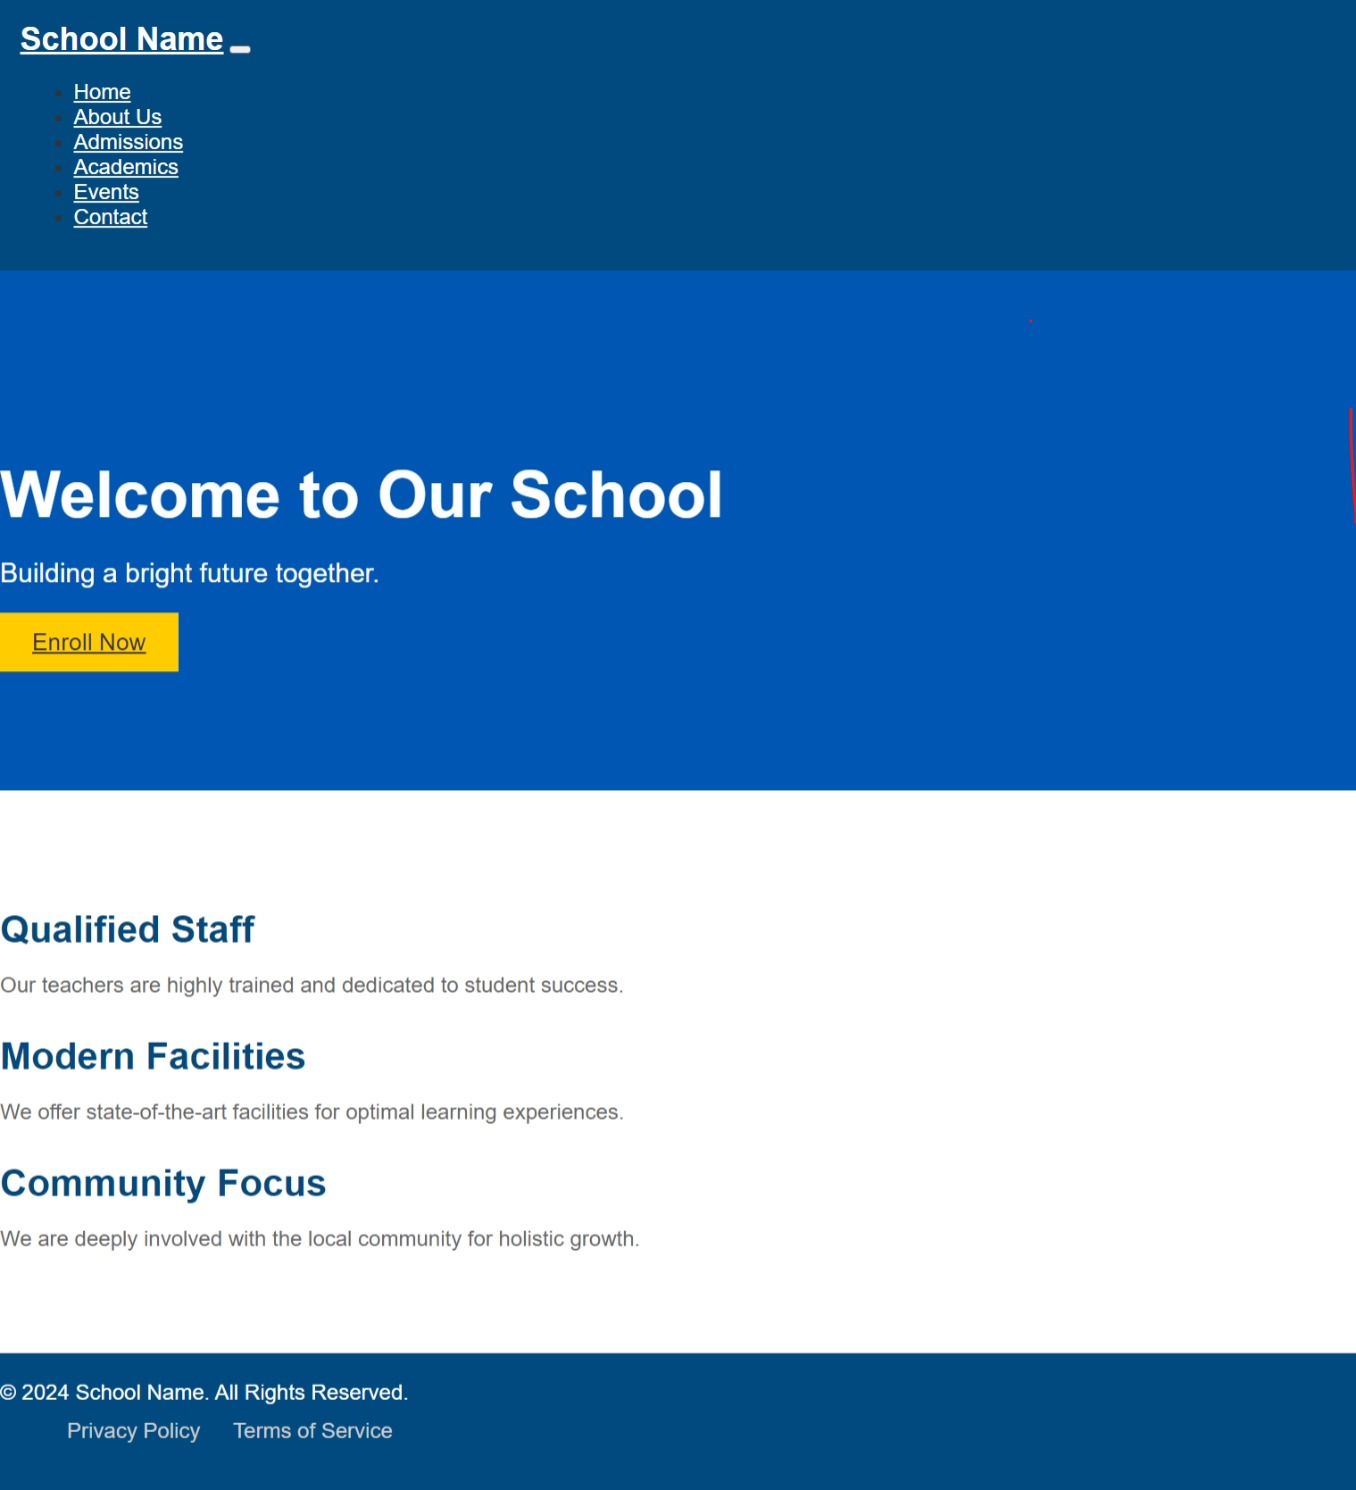 School Name
Home
About Us
Admissions
Academics
Events
Contact
Welcome to Our School
Building a bright future together.
Enroll Now
Qualified Staff
Our teachers are highly trained and dedicated to student success.
Modern Facilities
We offer state-of-the-art facilities for optimal learning experiences.
Community Focus
We are deeply involved with the local community for holistic growth.
© 2024 School Name. All Rights Reserved.
Privacy Policy Terms of Service